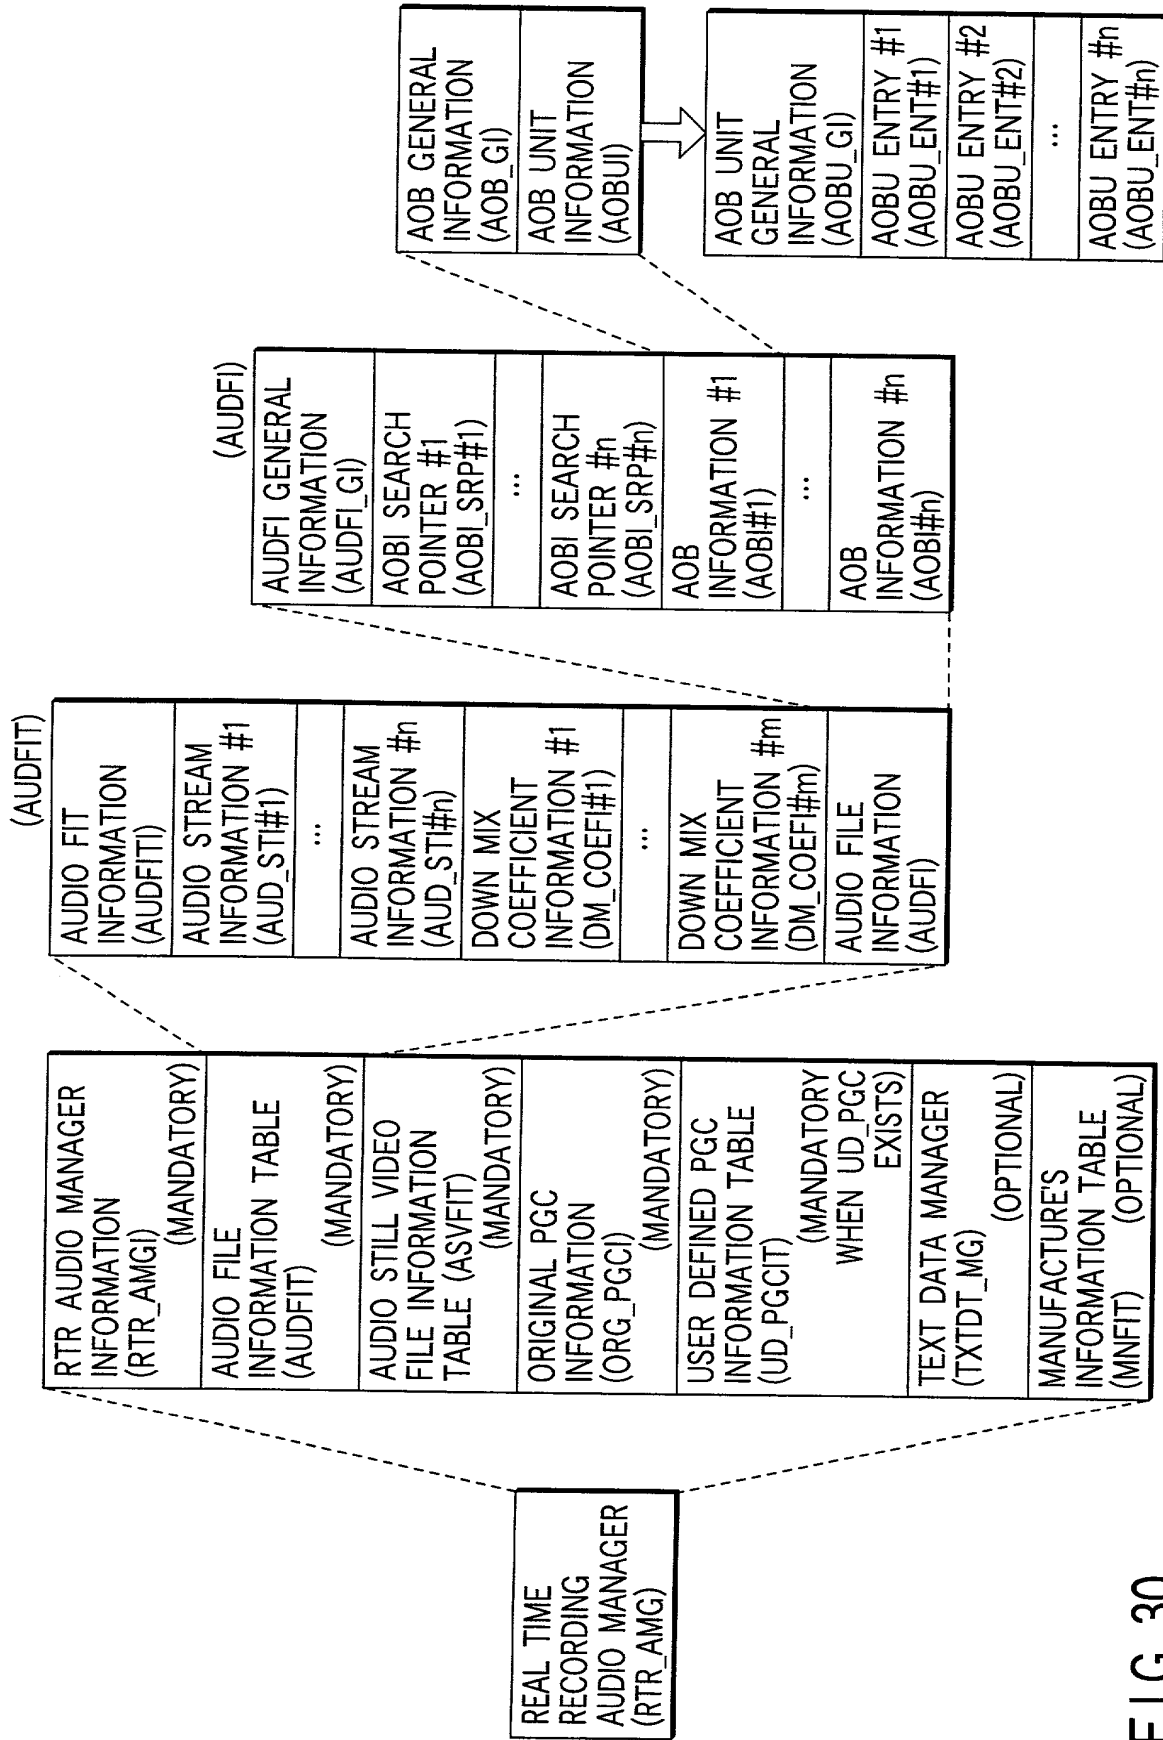 REAL TIME
RECORDING
AUDIO MANAGER
(RTR_AMG)
RTR AUDIO MANAGER
INFORMATION
(RTR_AMGI)
(MANDATORY)
AUDIO FILE
INFORMATION TABLE
(AUDFIT)
(MANDATORY)
AUDIO STILL VIDEO
FILE INFORMATION
TABLE (ASVFIT)
(MANDATORY)
ORIGINAL PGC
INFORMATION
(ORG_PGCI)
(MANDATORY)
USER DEFINED PGC
INFORMATION TABLE
(UD_PGCIT)
(MANDATORY
WHEN UD_PGC
EXISTS)
TEXT DATA MANAGER
(TXTDT_MG)
(OPTIONAL)
MANUFACTURE'S
INFORMATION TABLE
(MNFIT) (OPTIONAL)
(AUDFIT)
AUDIO FIT
INFORMATION
(AUDFITI)
AUDIO STREAM
INFORMATION #1
(AUD_STI#1)
...
AUDIO STREAM
INFORMATION #n
(AUD_STI#n)
DOWN MIX
COEFFICIENT
INFORMATION #1
(DM_COEFI#1)
...
DOWN MIX
COEFFICIENT
INFORMATION #m
(DM_COEFI#m)
AUDIO FILE
INFORMATION
(AUDFI)
(AUDFI)
AUDFI GENERAL
INFORMATION
(AUDFI_GI)
AOBI SEARCH
POINTER #1
(AOBI_SRP#1)
...
AOBI SEARCH
POINTER #n
(AOBI_SRP#n)
AOB
INFORMATION #1
(AOBI#1)
...
AOB
INFORMATION #n
(AOBI#n)
AOB GENERAL
INFORMATION
(AOB_GI)
AOB UNIT
INFORMATION
(AOBUI)
AOB UNIT
GENERAL
INFORMATION
(AOBU_GI)
AOBU ENTRY #1
(AOBU_ENT#1)
AOBU ENTRY #2
(AOBU_ENT#2)
...
AOBU ENTRY #n
(AOBU_ENT#n)
FIG. 30